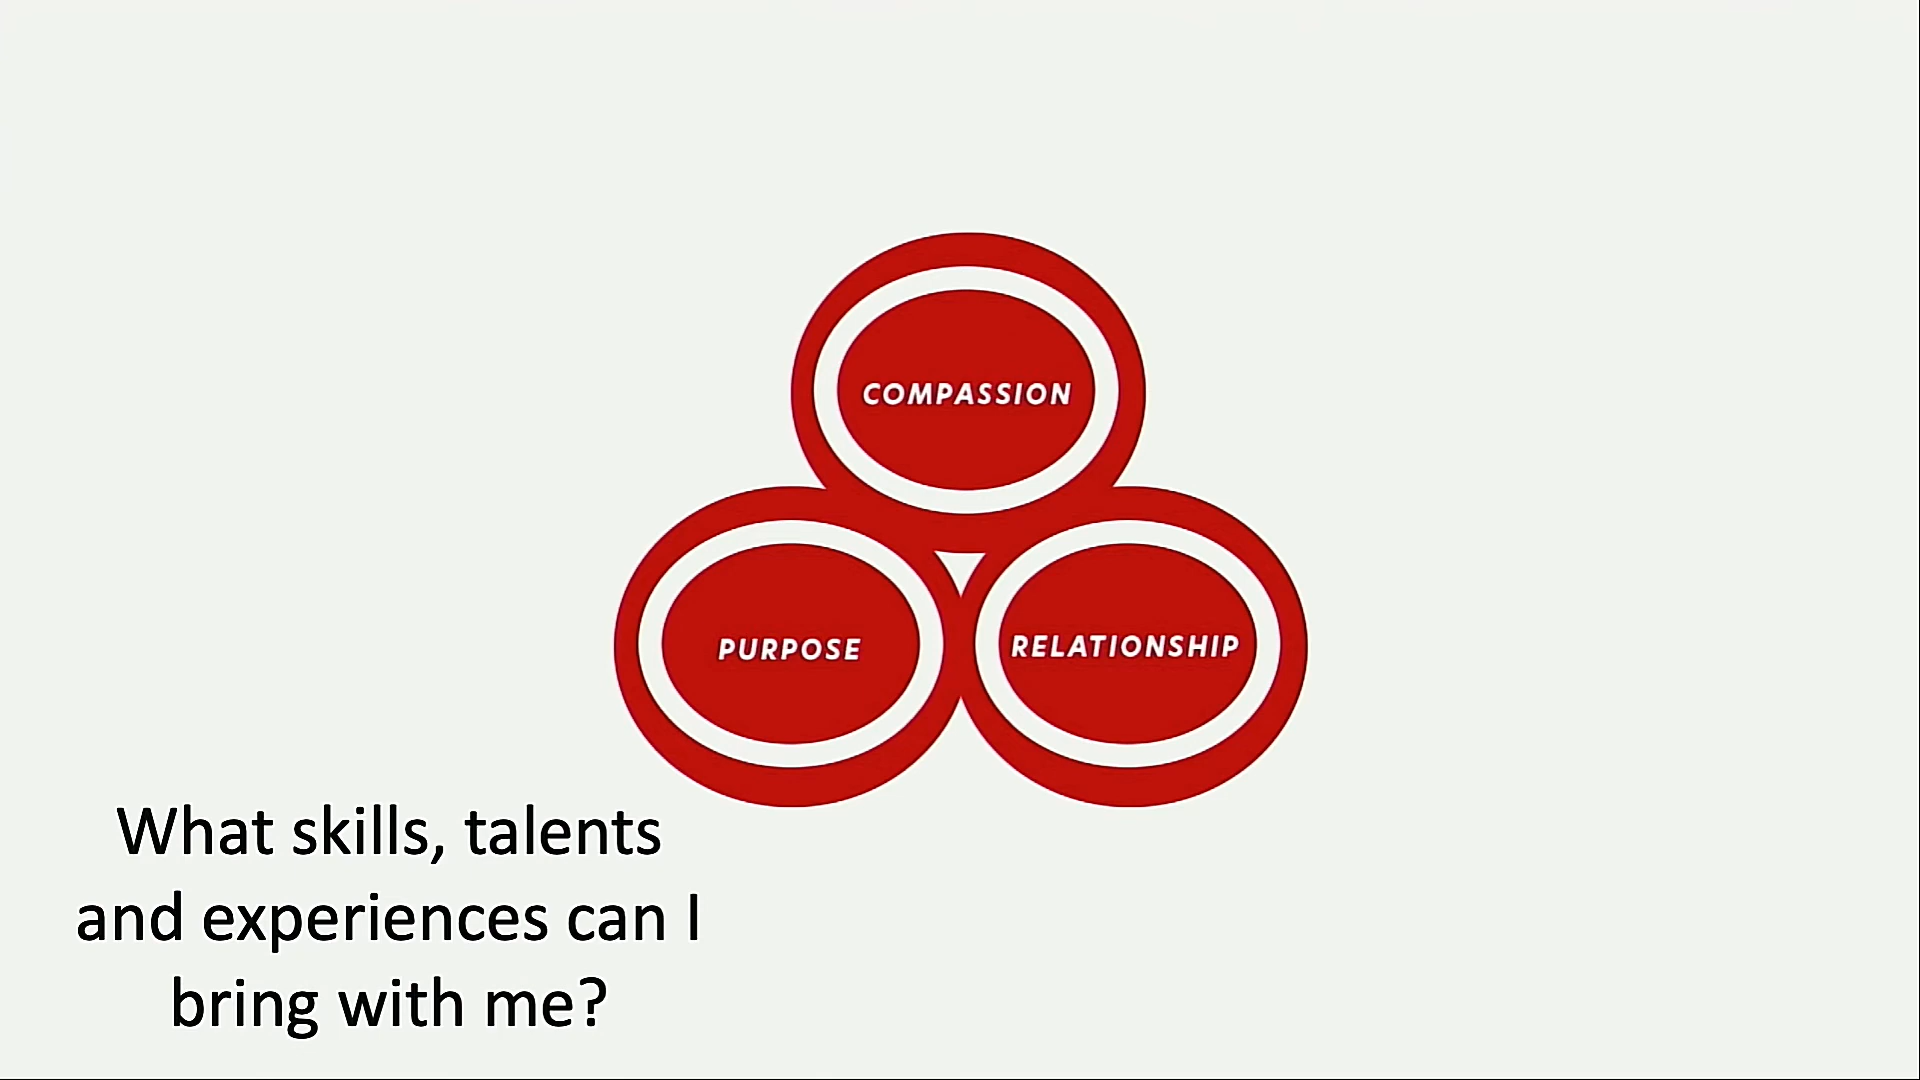 COMPASSION
PURPOSE
RELATIONSHIP
What skills, talents
and experiences can I
bring with me?